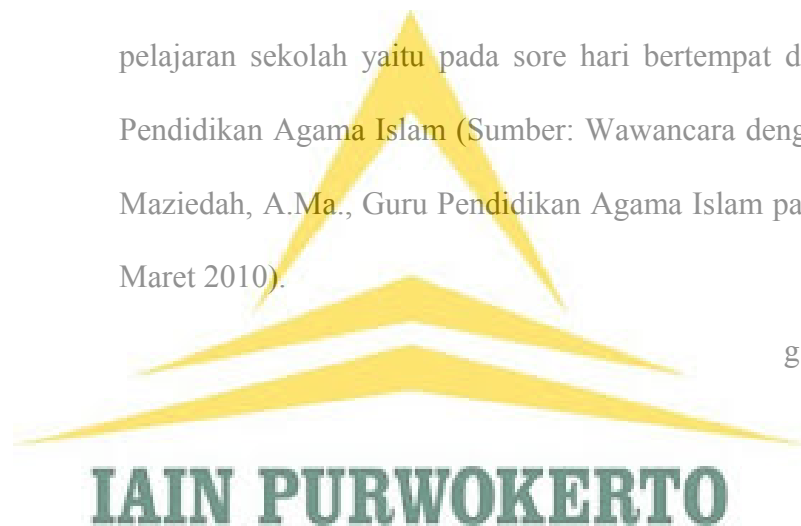 pelajaran sekolah yaitu pada sore hari bertempat d
Pendidikan Agama Islam (Sumber: Wawancara deng
Maziedah, A.Ma., Guru Pendidikan Agama Islam pa
Maret 2010).
g
IAIN PURWOKERTO